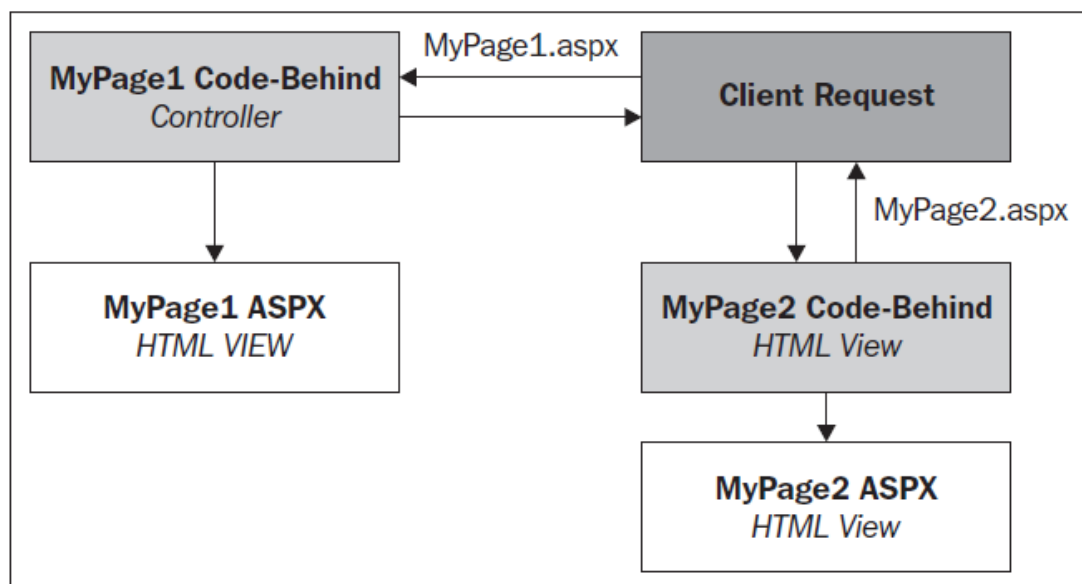 MyPage1 Code-Behind
Controller
MyPage1.aspx
Client Request
MyPage2.aspx
MyPage1 ASPX
HTML VIEW
MyPage2 Code-Behind
HTML View
MyPage2 ASPX
HTML View